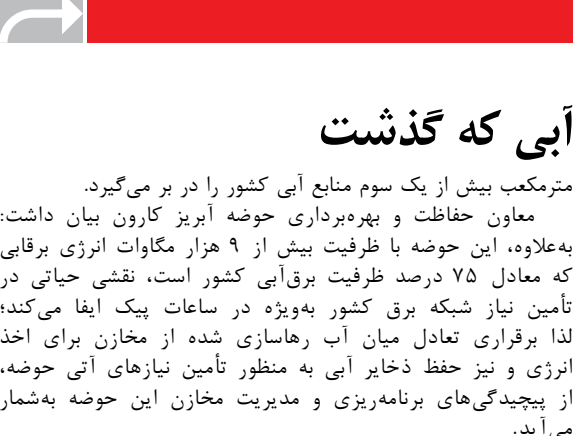 آبی که گذشت
مترمکعب بیش از یک سوم منابع آبی کشور را در بر می‌گیرد.
معاون حفاظت و بهره‌برداری حوضه آبریز کارون بیان داشت:
به‌علاوه، این حوضه با ظرفیت بیش از ۹ هزار مگاوات انرژی برقابی
که معادل ۷۵ درصد ظرفیت برق‌آبی کشور است، نقشی حیاتی در
تأمین نیاز شبکه برق کشور به‌ویژه در ساعات پیک ایفا می‌کند؛
لذا برقراری تعادل میان آب رهاسازی شده از مخازن برای اخذ
انرژی و نیز حفظ ذخایر آبی به منظور تأمین نیازهای آتی حوضه،
از پیچیدگی‌های برنامه‌ریزی و مدیریت مخازن این حوضه به‌شمار
می‌آید.